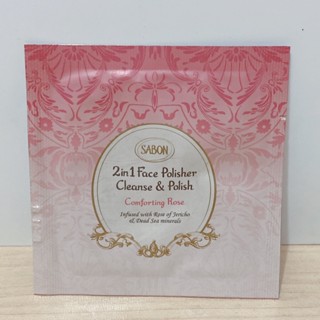 SABON
2in1 Face Polisher
Cleanse & Polish
Comforting Rose
Infused with Rose of Jericho
& Dead Sea minerals